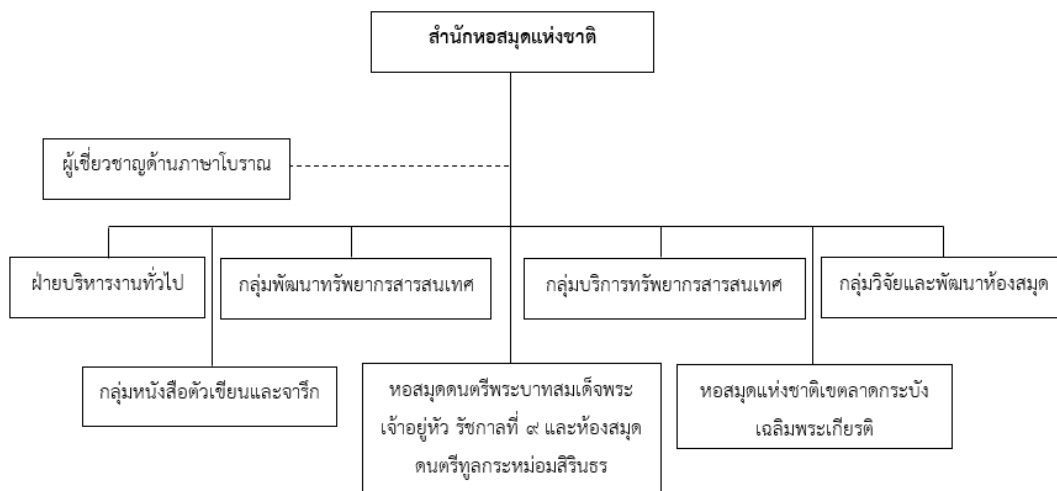 สำนักหอสมุดแห่งชาติ
ผู้เชี่ยวชาญด้านภาษาโบราณ
ฝ่ายบริหารงานทั่วไป
กลุ่มพัฒนาทรัพยากรสารสนเทศ
กลุ่มบริการทรัพยากรสารสนเทศ
กลุ่มวิจัยและพัฒนาห้องสมุด
กลุ่มหนังสือตัวเขียนและจารึก
หอสมุดดนตรีพระบาทสมเด็จพระ
เจ้าอยู่หัว รัชกาลที่ ๙ และห้องสมุด
ดนตรีทูลกระหม่อมสิรินธร
หอสมุดแห่งชาติเขตลาดกระบัง
เฉลิมพระเกียรติ